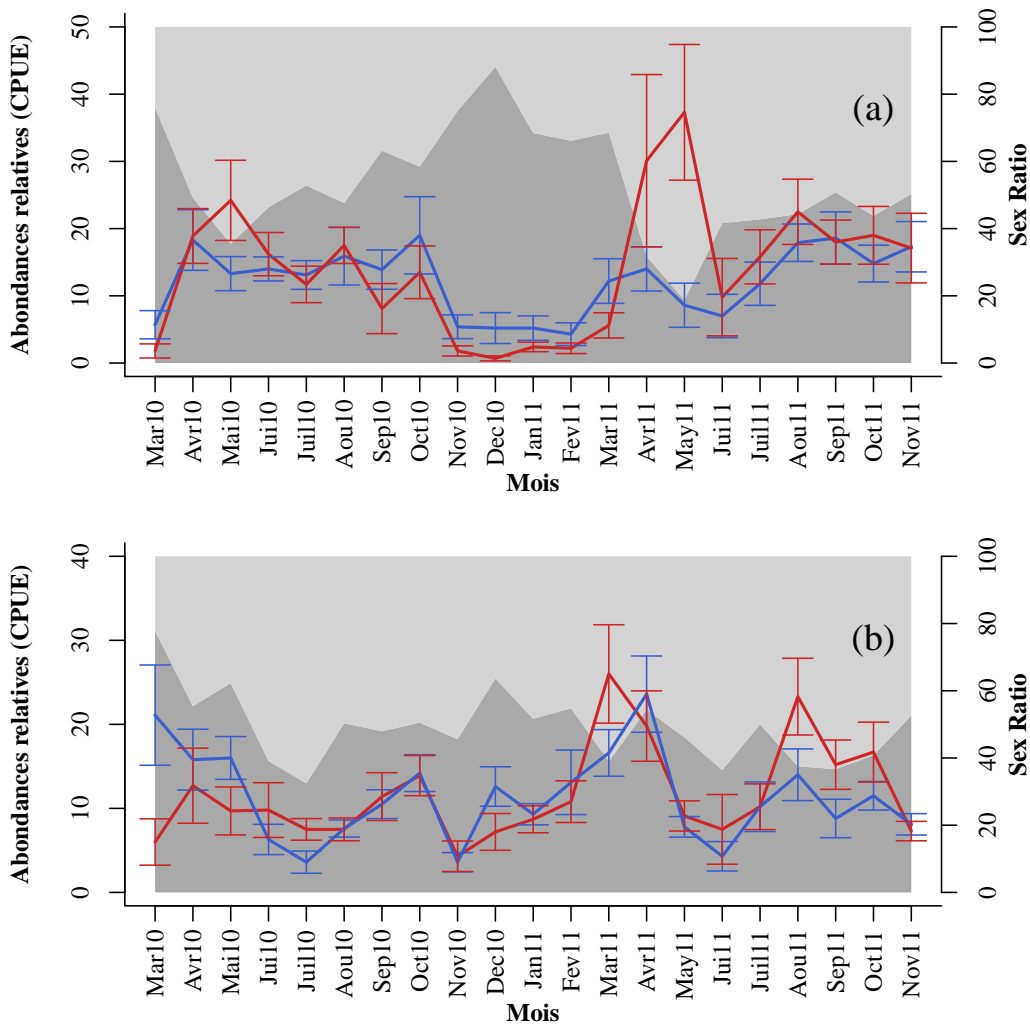 Abondances relatives (CPUE)
0 10 20 30 40 50
(a)
0 20 40 60 80 100
Sex Ratio
Mar10 Avr10 Mai10 Jui10 Juil10 Aou10 Sep10 Oct10 Nov10 Dec10 Jan11 Fev11 Mar11 Avr11 May11 Jui11 Juil11 Aou11 Sep11 Oct11 Nov11
Mois
Abondances relatives (CPUE)
0 10 20 30 40
(b)
0 20 40 60 80 100
Sex Ratio
Mar10 Avr10 Mai10 Jui10 Juil10 Aou10 Sep10 Oct10 Nov10 Dec10 Jan11 Fev11 Mar11 Avr11 May11 Jui11 Juil11 Aou11 Sep11 Oct11 Nov11
Mois